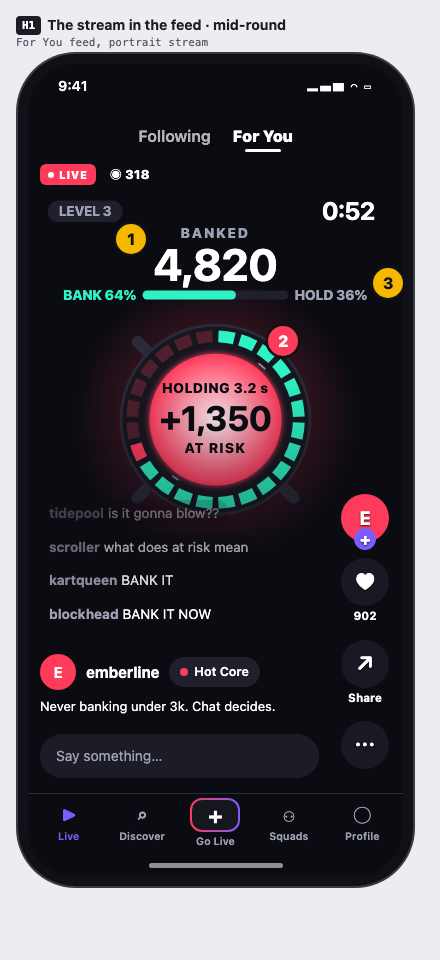 H1 The stream in the feed · mid-round
For You feed, portrait stream
9:41
Following For You
LIVE 318
LEVEL 3 0:52
1 BANKED
4,820
3
BANK 64% HOLD 36%
2
HOLDING 3.2 s
+1,350
AT RISK
tidepool is it gonna blow??
E
scroller what does at risk mean
kartqueen BANK IT
blockhead BANK IT NOW
902
E emberline Hot Core
Share
Never banking under 3k. Chat decides.
Say something...
Live Discover Go Live Squads Profile